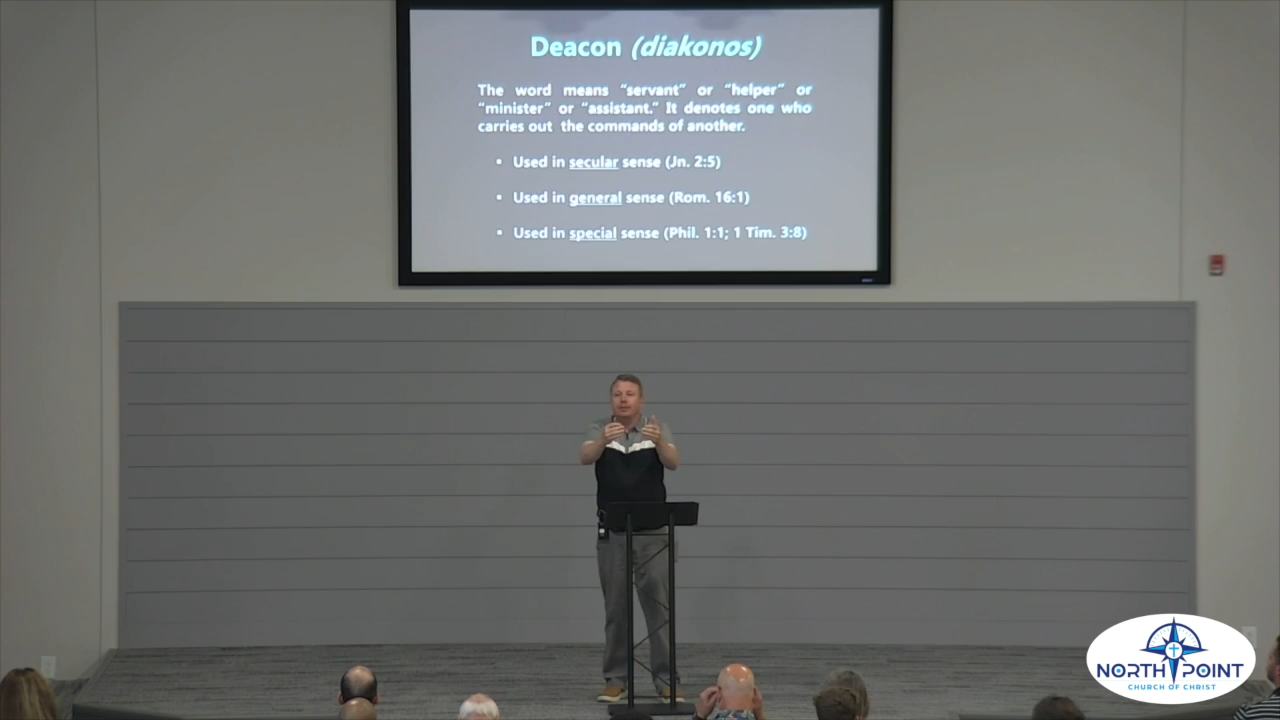 Deacon (diakonos)
The word means “servant” or “helper” or
“minister” or “assistant.” It denotes one who
carries out the commands of another.
• Used in secular sense (Jn. 2:5)
• Used in general sense (Rom. 16:1)
• Used in special sense (Phil. 1:1; 1 Tim. 3:8)
NORTH POINT
CHURCH OF CHRIST